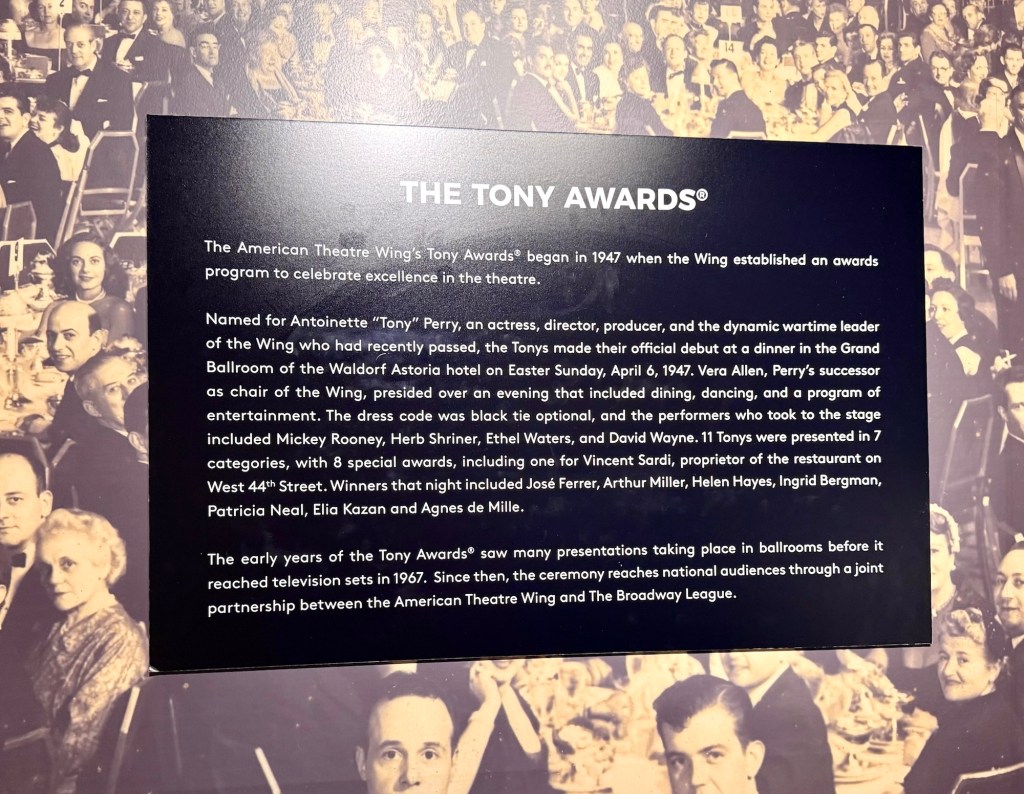 2
14
THE TONY AWARDS®
The American Theatre Wing's Tony Awards® began in 1947 when the Wing established an awards
program to celebrate excellence in the theatre.
Named for Antoinette "Tony" Perry, an actress, director, producer, and the dynamic wartime leader
of the Wing who had recently passed, the Tonys made their official debut at a dinner in the Grand
Ballroom of the Waldorf Astoria hotel on Easter Sunday, April 6, 1947. Vera Allen, Perry's successor
as chair of the Wing, presided over an evening that included dining, dancing, and a program of
entertainment. The dress code was black tie optional, and the performers who took to the stage
included Mickey Rooney, Herb Shriner, Ethel Waters, and David Wayne. 11 Tonys were presented in 7
categories, with 8 special awards, including one for Vincent Sardi, proprietor of the restaurant on
West 44th Street. Winners that night included José Ferrer, Arthur Miller, Helen Hayes, Ingrid Bergman,
Patricia Neal, Elia Kazan and Agnes de Mille.
The early years of the Tony Awards® saw many presentations taking place in ballrooms before it
reached television sets in 1967. Since then, the ceremony reaches national audiences through a joint
partnership between the American Theatre Wing and The Broadway League.